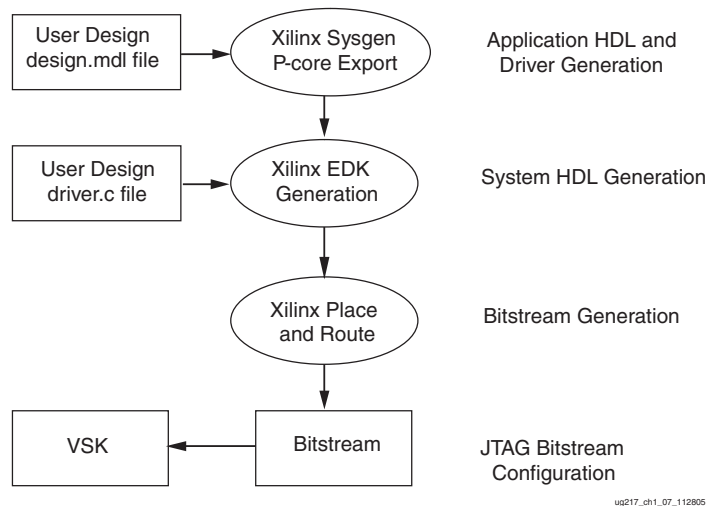 User Design
design.mdl file
Xilinx Sysgen
P-core Export
Application HDL and
Driver Generation
User Design
driver.c file
Xilinx EDK
Generation
System HDL Generation
Xilinx Place
and Route
Bitstream Generation
VSK
Bitstream
JTAG Bitstream
Configuration
ug217_ch1_07_112805